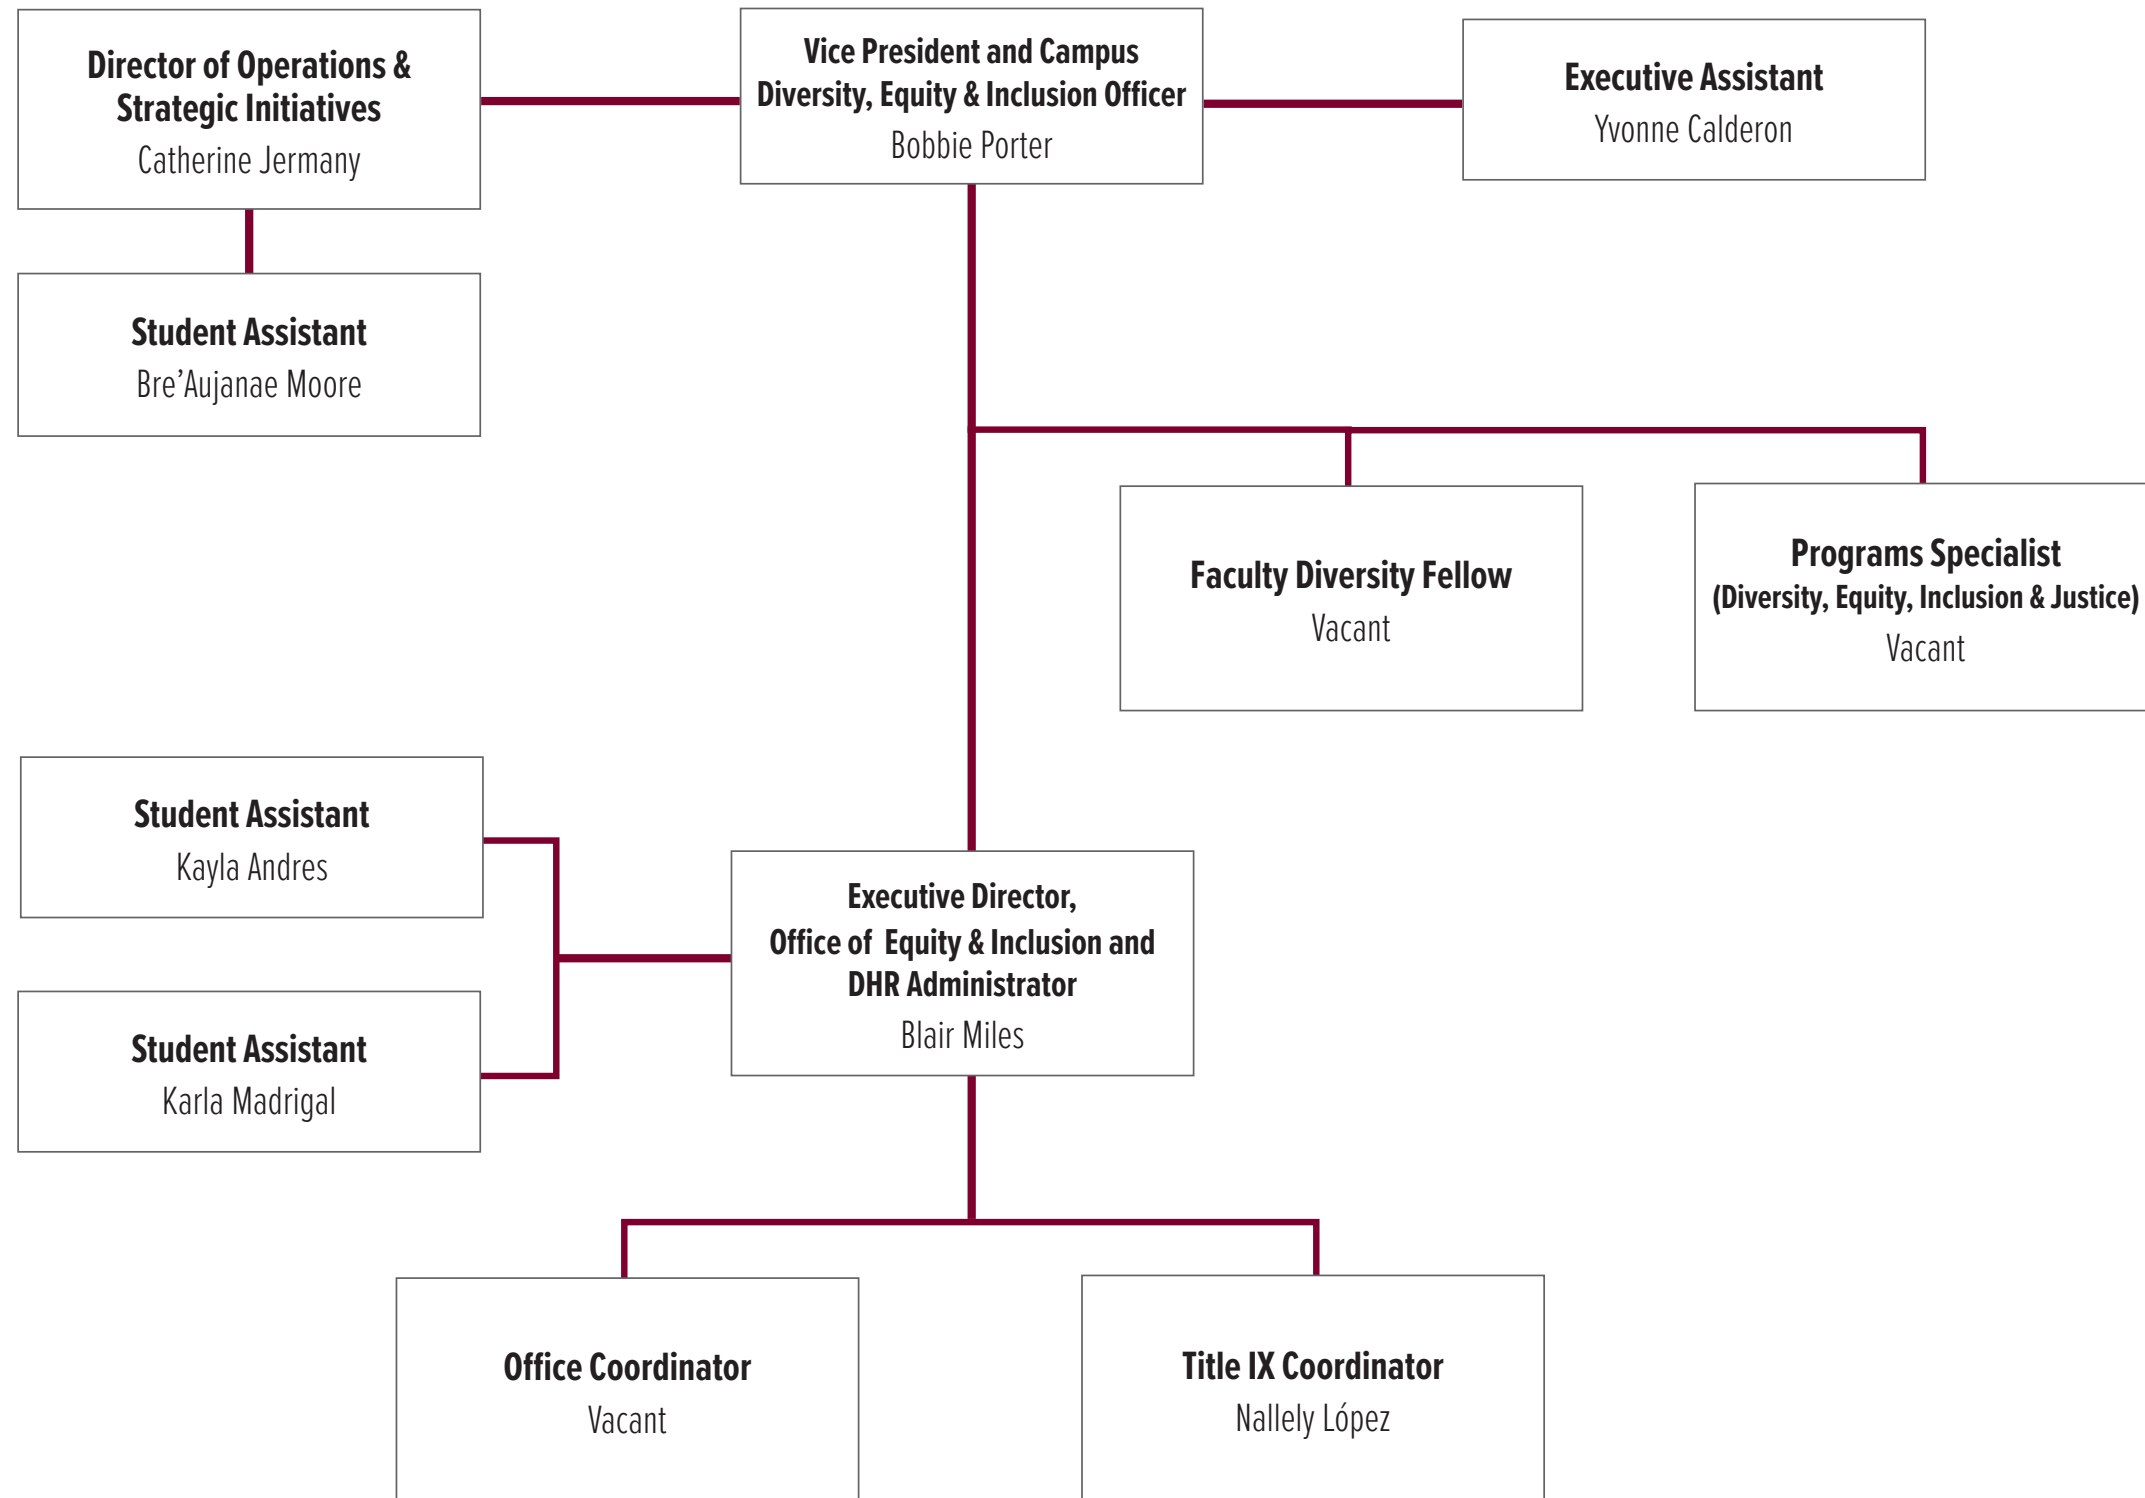 Director of Operations &
Strategic Initiatives
Catherine Jermany
Vice President and Campus
Diversity, Equity & Inclusion Officer
Bobbie Porter
Executive Assistant
Yvonne Calderon
Student Assistant
Bre’Aujanae Moore
Faculty Diversity Fellow
Vacant
Programs Specialist
(Diversity, Equity, Inclusion & Justice)
Vacant
Student Assistant
Kayla Andres
Executive Director,
Office of Equity & Inclusion and
DHR Administrator
Blair Miles
Student Assistant
Karla Madrigal
Office Coordinator
Vacant
Title IX Coordinator
Nallely López